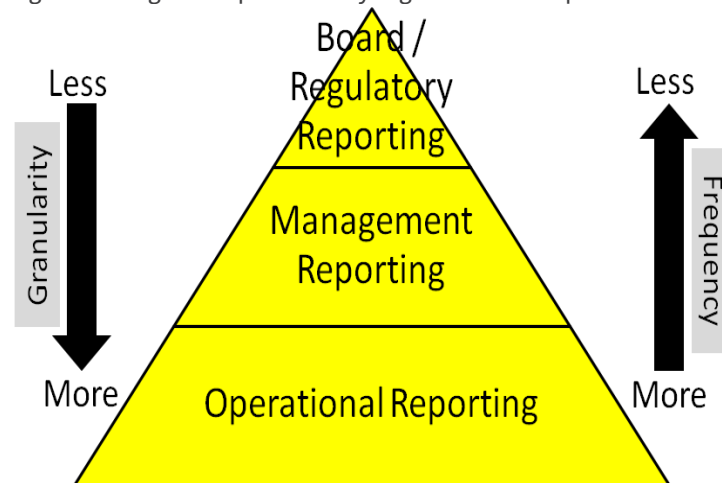 Board /
Regulatory
Reporting
Less
Less
Granularity
Frequency
Management
Reporting
More
More
Operational Reporting